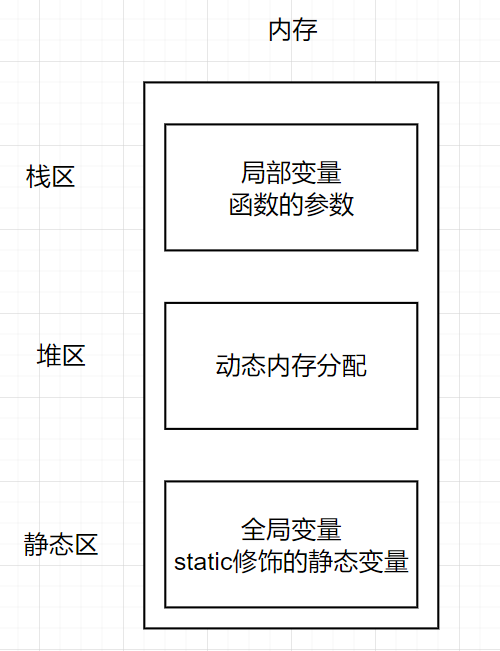 内存
栈区
局部变量
函数的参数
堆区
动态内存分配
静态区
全局变量
static修饰的静态变量